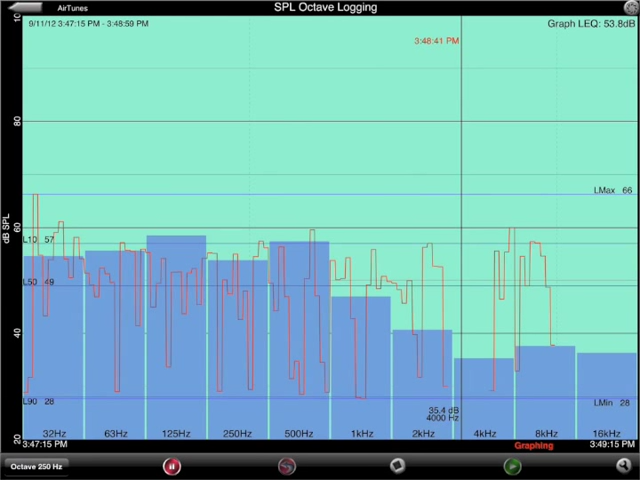 AirTunes
SPL Octave Logging
9/11/12 3:47:15 PM - 3:48:59 PM
Graph LEQ: 53.8dB
3:48:41 PM
80
LMax 66
60
L10 57
dB SPL
L50 49
40
L90 28
LMin 28
35.4 dB
4000 Hz
32Hz 63Hz 125Hz 250Hz 500Hz 1kHz 2kHz 4kHz 8kHz 16kHz
20
3:47:15 PM
Graphing
3:49:15 PM
Octave 250 Hz